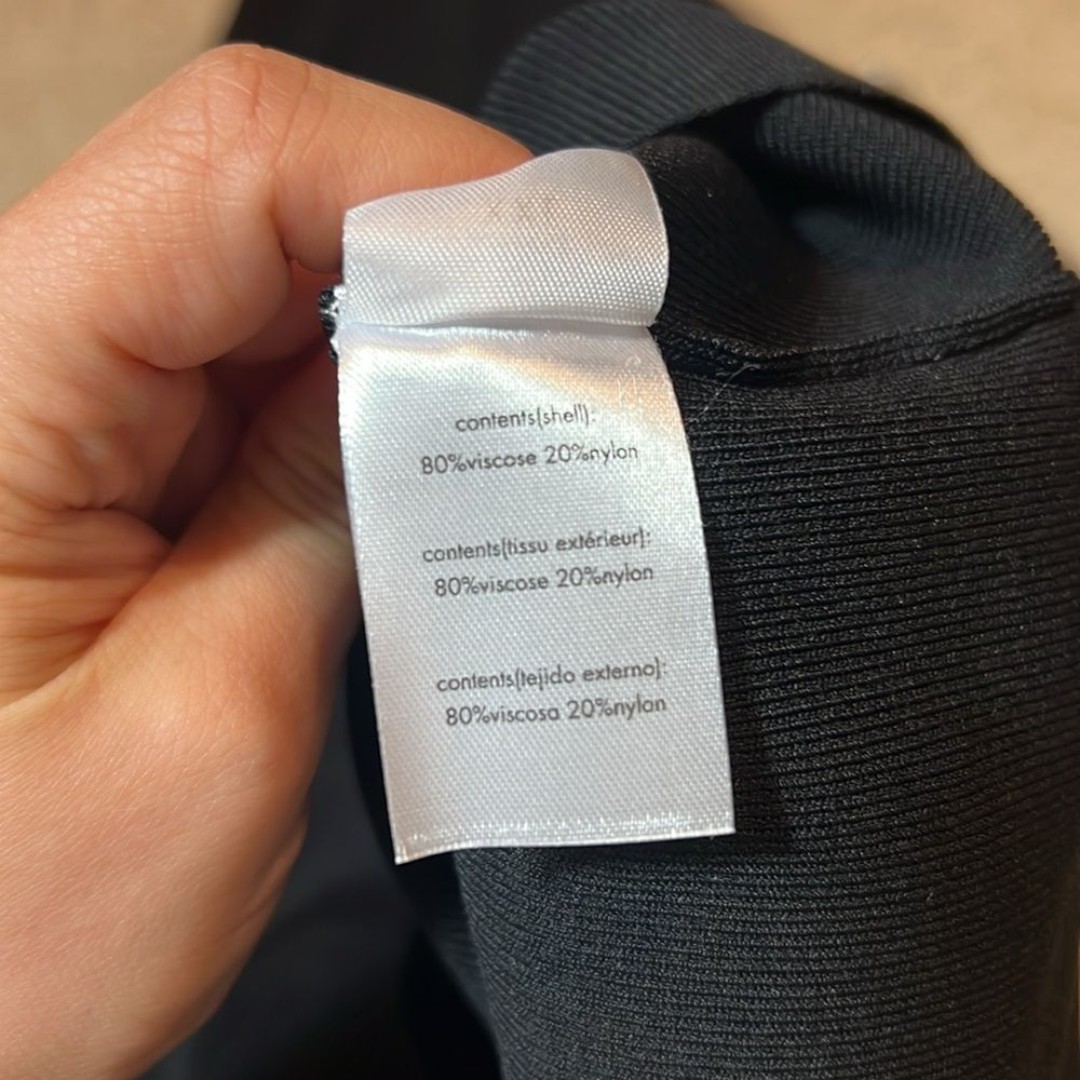 contents(shell):
80%viscose 20%nylon
contents(tissu extérieur):
80%viscose 20%nylon
contents(tejido externo):
80%viscosa 20%nylon